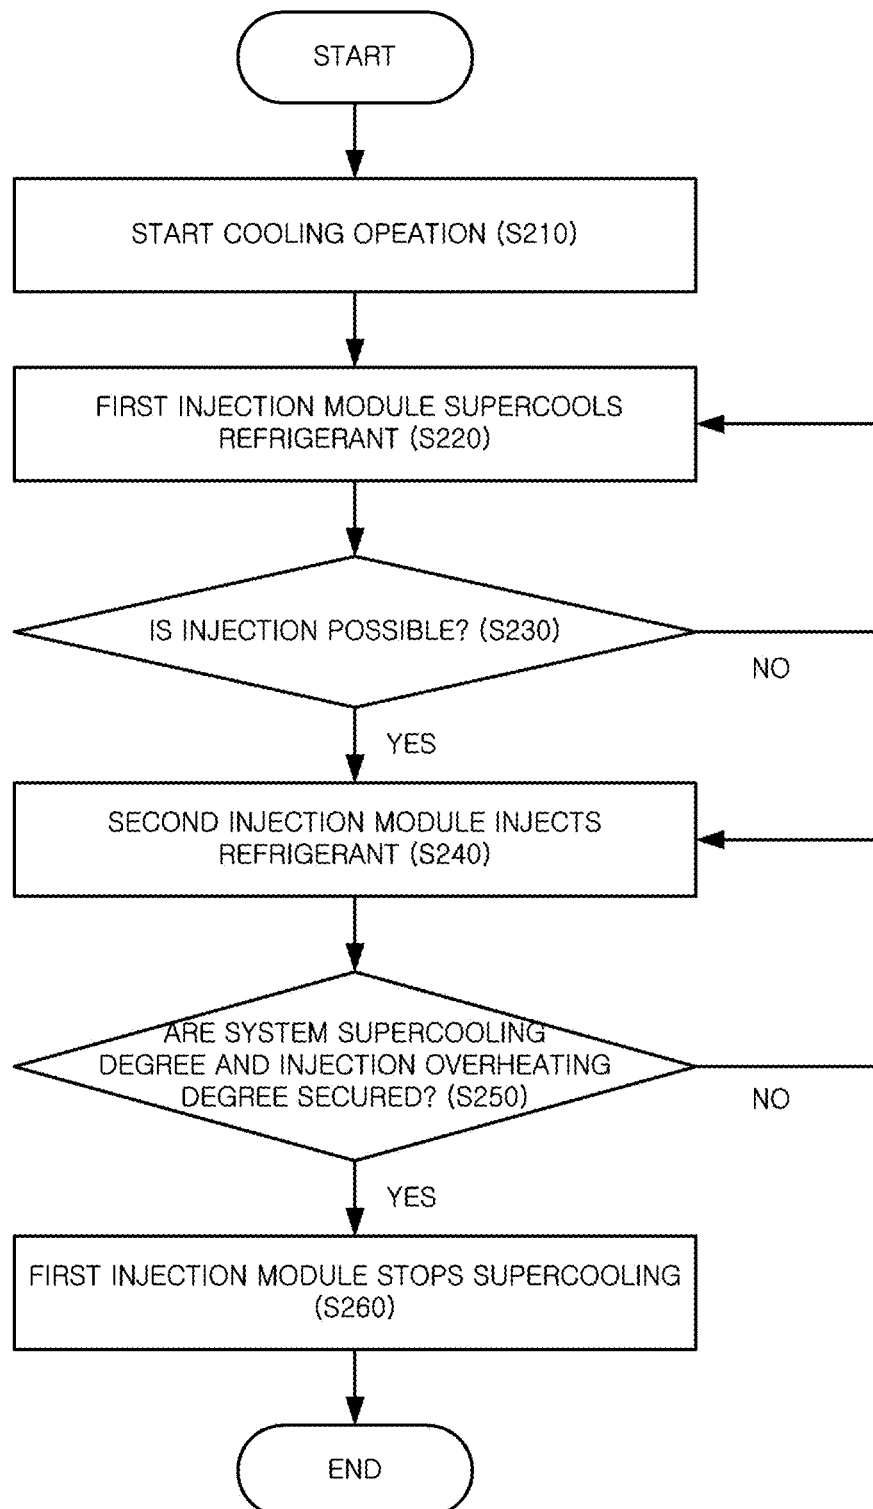 START
START COOLING OPEATION (S210)
FIRST INJECTION MODULE SUPERCOOLS
REFRIGERANT (S220)
IS INJECTION POSSIBLE? (S230)
NO
YES
SECOND INJECTION MODULE INJECTS
REFRIGERANT (S240)
ARE SYSTEM SUPERCOOLING
DEGREE AND INJECTION OVERHEATING
DEGREE SECURED? (S250)
NO
YES
FIRST INJECTION MODULE STOPS SUPERCOOLING
(S260)
END